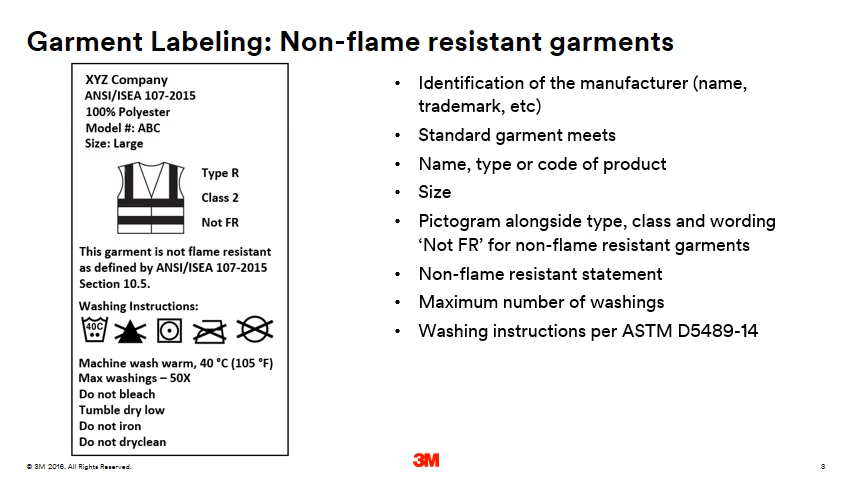 Garment Labeling: Non-flame resistant garments
XYZ Company
ANSI/ISEA 107-2015
100% Polyester
Model #: ABC
Size: Large
Type R
Class 2
Not FR
This garment is not flame resistant
as defined by ANSI/ISEA 107-2015
Section 10.5.
Washing Instructions:
40C
Machine wash warm, 40 °C (105 °F)
Max washings – 50X
Do not bleach
Tumble dry low
Do not iron
Do not dryclean
• Identification of the manufacturer (name,
trademark, etc)
• Standard garment meets
• Name, type or code of product
• Size
• Pictogram alongside type, class and wording
‘Not FR’ for non-flame resistant garments
• Non-flame resistant statement
• Maximum number of washings
• Washing instructions per ASTM D5489-14
© 3M 2016. All Rights Reserved.
3M
3